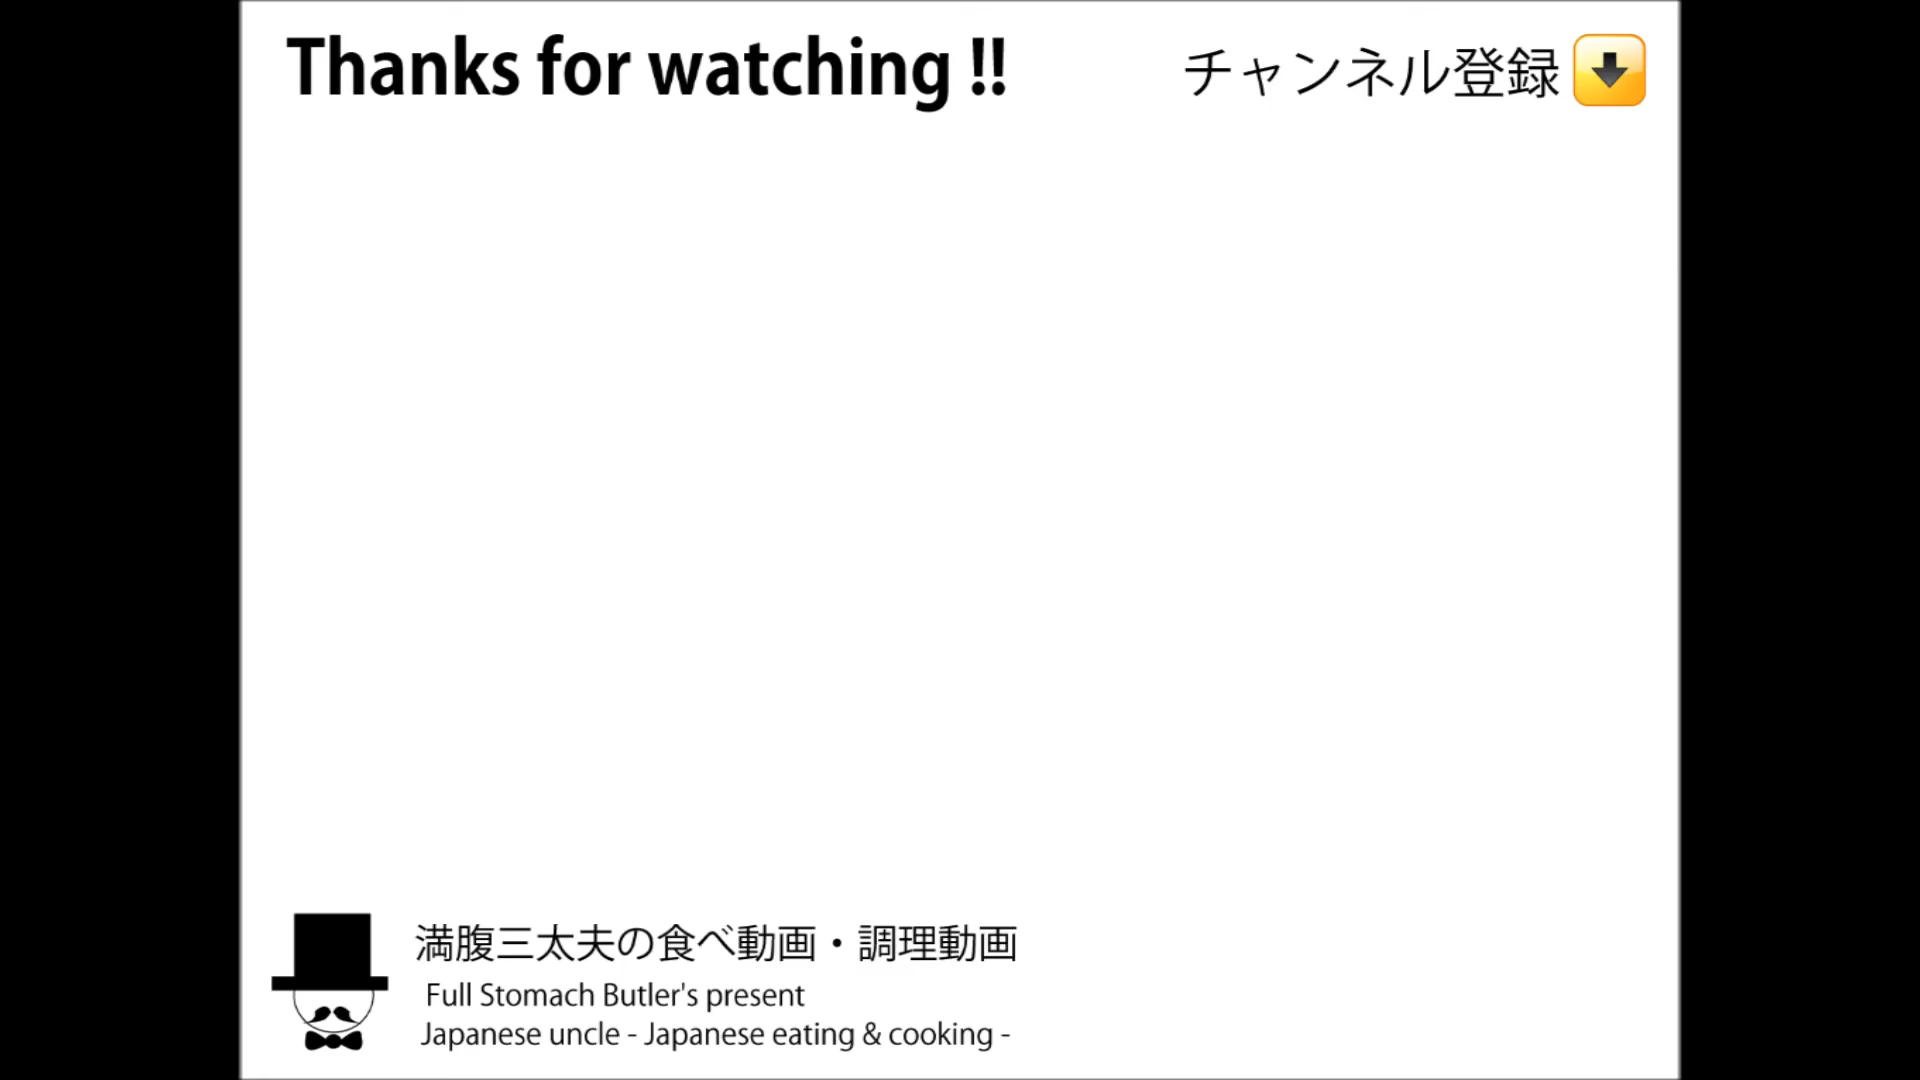 Thanks for watching !!
チャンネル登録
満腹三太夫の食べ動画・調理動画
Full Stomach Butler's present
Japanese uncle - Japanese eating & cooking -